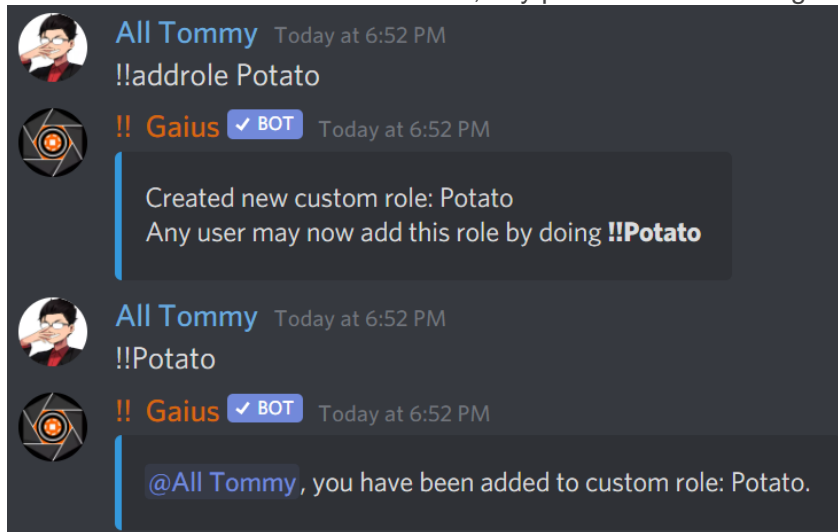 All Tommy Today at 6:52 PM
!!addrole Potato
!! Gaius ✓ BOT Today at 6:52 PM
Created new custom role: Potato
Any user may now add this role by doing !!Potato
All Tommy Today at 6:52 PM
!!Potato
!! Gaius ✓ BOT Today at 6:52 PM
@All Tommy, you have been added to custom role: Potato.